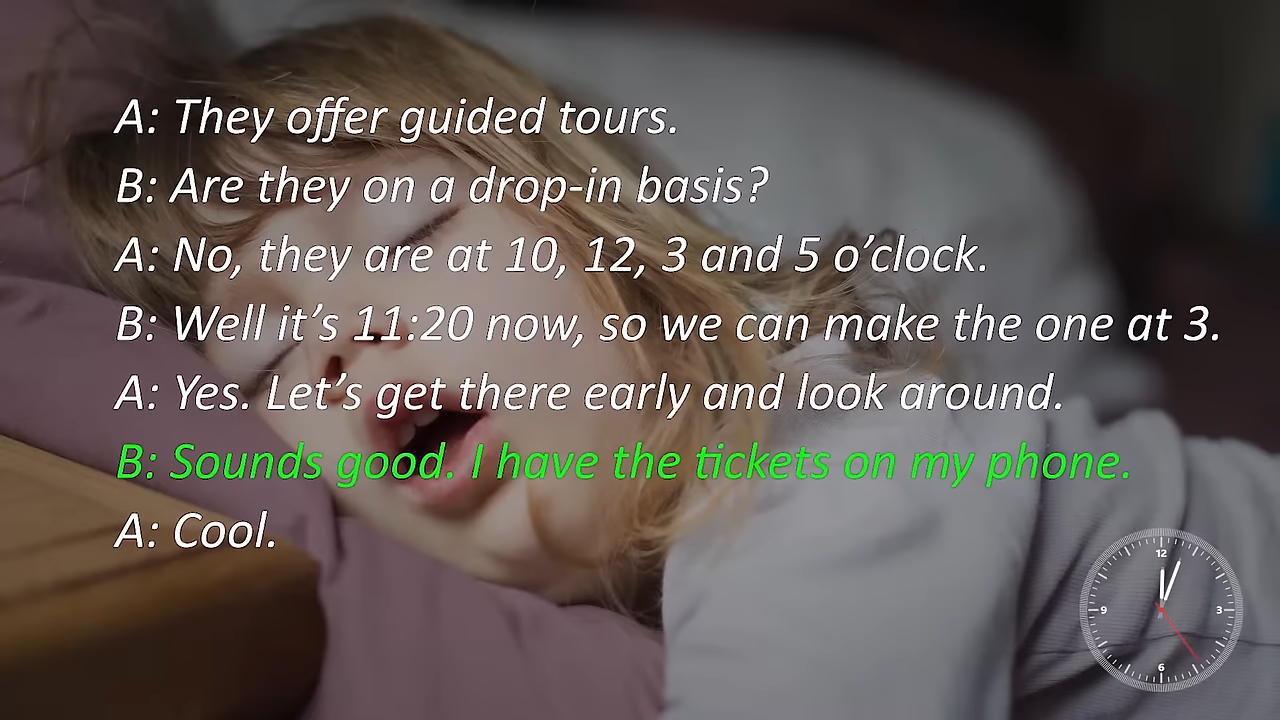 A: They offer guided tours.
B: Are they on a drop-in basis?
A: No, they are at 10, 12, 3 and 5 o’clock.
B: Well it’s 11:20 now, so we can make the one at 3.
A: Yes. Let’s get there early and look around.
B: Sounds good. I have the tickets on my phone.
A: Cool.
12
9 3
6